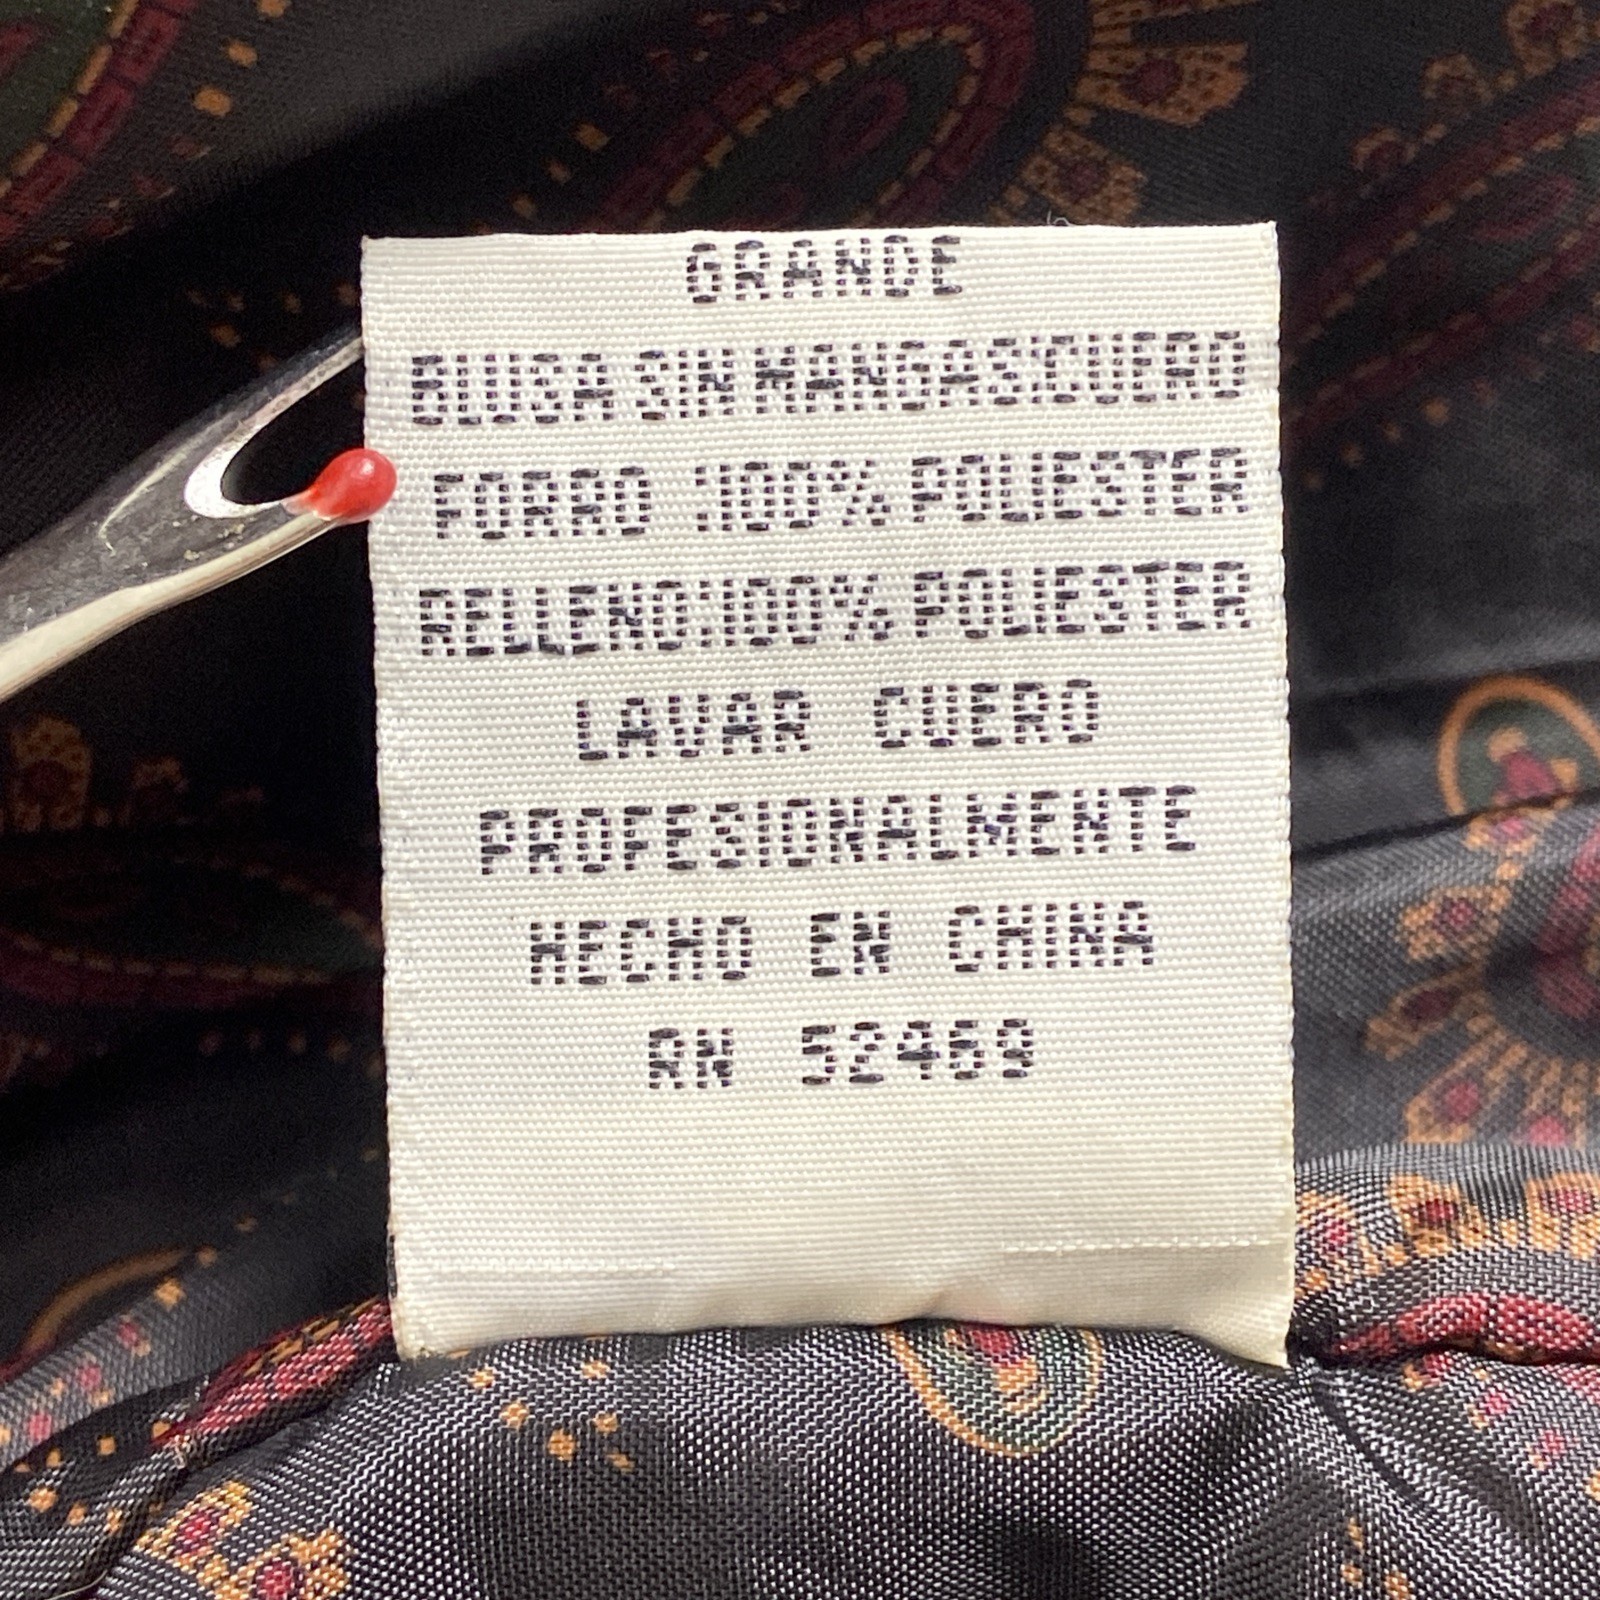 GRANDE
BLUSA SIN MANGAS:CUERO
FORRO :100% POLIESTER
RELLENO:100% POLIESTER
LAVAR CUERO
PROFESIONALMENTE
HECHO EN CHINA
RN 52469